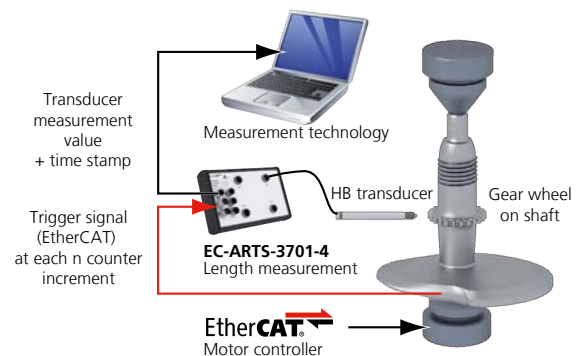 Transducer
measurement
value
+ time stamp
Measurement technology
Trigger signal
(EtherCAT)
at each n counter
increment
EC-ARTS-3701-4
Length measurement
HB transducer
Gear wheel
on shaft
EtherCAT®
Motor controller